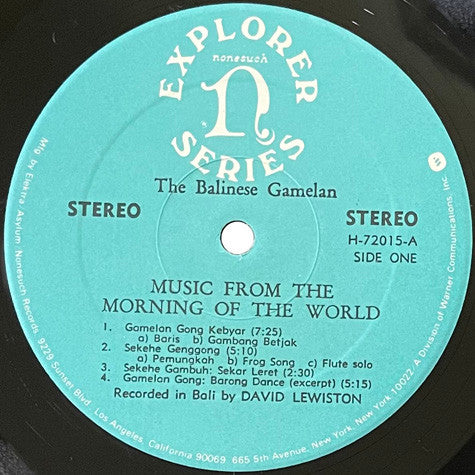 EXPLORER
nonesuch
n
SERIES
The Balinese Gamelan
STEREO
STEREO
H-72015-A
SIDE ONE
MUSIC FROM THE
MORNING OF THE WORLD
1. Gamelon Gong Kebyar (7:25)
a) Baris b) Gambang Betjak
2. Sekehe Genggong (5:10)
a) Pemungkah b) Frog Song c) Flute solo
3. Sekehe Gambuh: Sekar Leret (2:30)
4. Gamelon Gong: Barong Dance (excerpt) (5:15)
Recorded in Bali by DAVID LEWISTON
Mfg by Elektra/Asylum/Nonesuch Records, 9229 Sunset Blvd., Los Angeles, California 90069 665 5th Avenue, New York, New York 10022. A Division of Warner Communications, Inc.